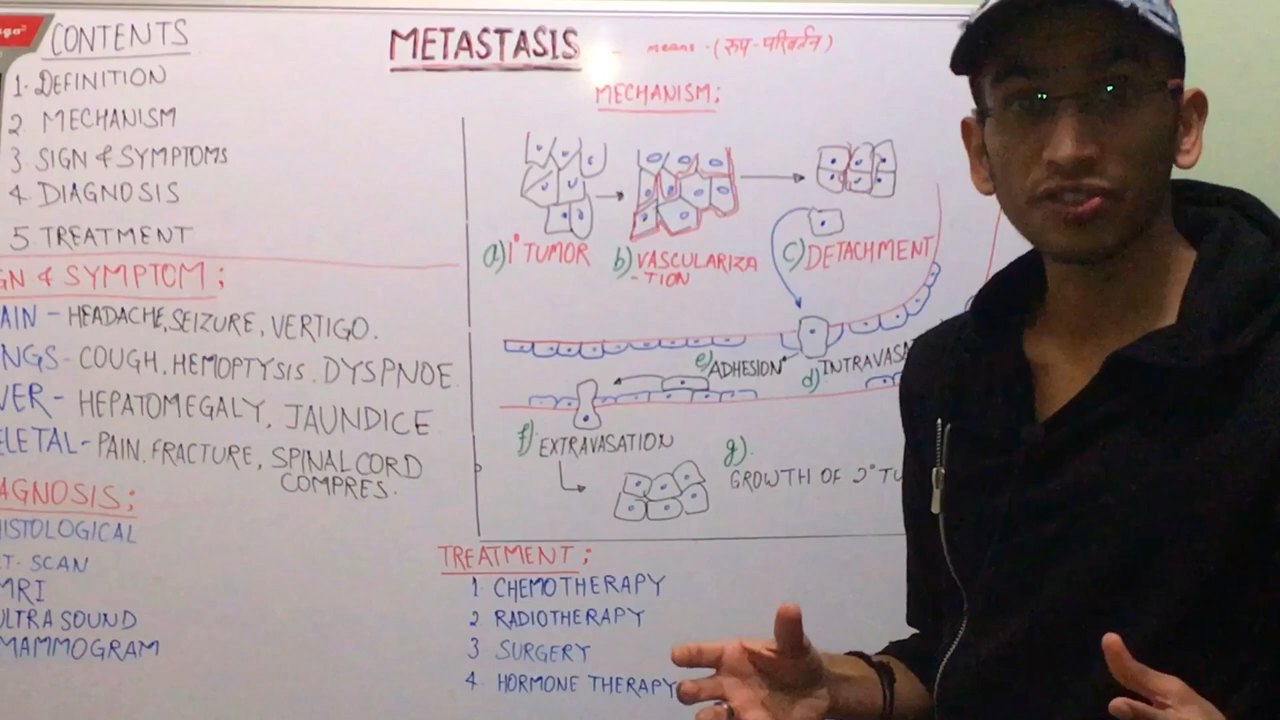 CONTENTS
1. DEFINITION
2 MECHANISM
3 SIGN & SYMPTOMS
4 DIAGNOSIS
5. TREATMENT
GN & SYMPTOM;
AIN - HEADACHE, SEIZURE, VERTIGO.
NGS - COUGH, HEMOPTYSIS. DYSPNOE
VER - HEPATOMEGALY, JAUNDICE
ELETAL - PAIN. FRACTURE, SPINAL CORD
COMPRES.
AGNOSIS;
HISTOLOGICAL
T- SCAN
MRI
ULTRA SOUND
MAMMOGRAM
METASTASIS - means - (रुप-परिवर्तन)
MECHANISM;
a) 1° TUMOR
b) VASCULARIZA
-TION
c) DETACHMENT
e) ADHESION
d) INTRAVASA
f) EXTRAVASATION
g).
GROWTH OF 2° TU
TREATMENT;
1. CHEMOTHERAPY
2 RADIOTHERAPY
3 SURGERY
4. HORMONE THERAPY